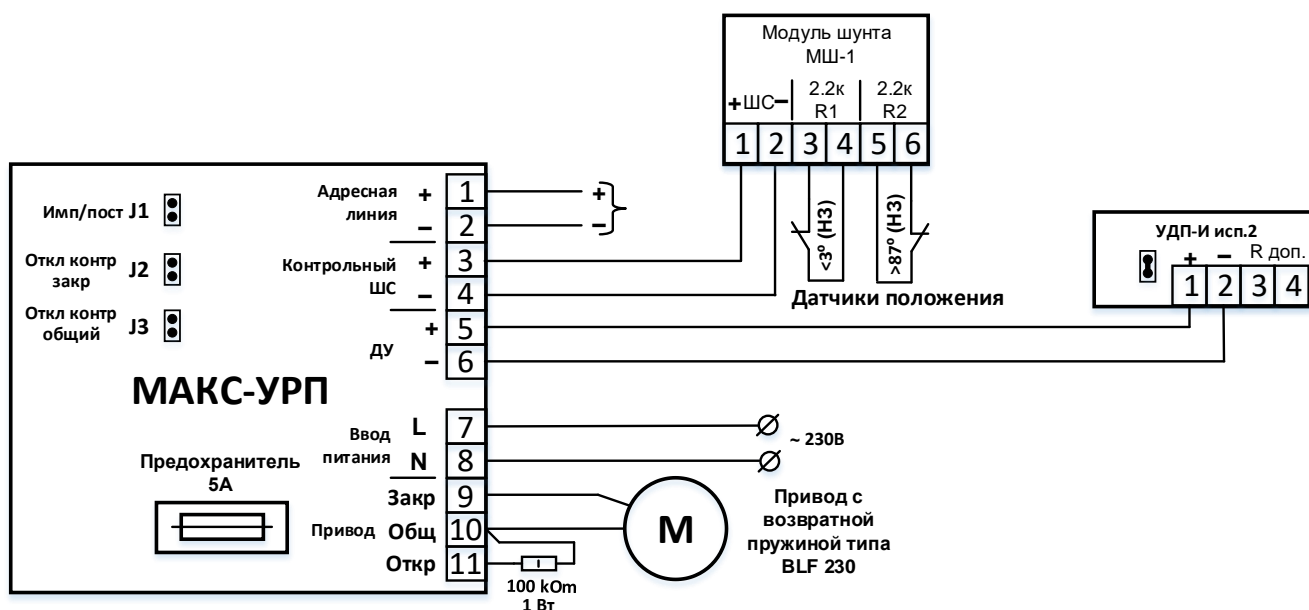 Модуль шунта
МШ-1
+ШС− 2.2к 2.2к
R1 R2
1 2 3 4 5 6
<3º (НЗ) >87º (НЗ)
Датчики положения
УДП-И исп.2
+ − R доп.
1 2 3 4
Имп/пост J1
Откл контр
закр J2
Откл контр
общий J3
МАКС-УРП
Предохранитель
5А
Адресная
линия
+ 1 +
− 2 −
Контрольный
ШС
+ 3
− 4
ДУ
+ 5
− 6
Ввод
питания
L 7
N 8
~ 230В
Привод
Закр 9
Общ 10
Откр 11
100 kОm
1 Вт
М
Привод с
возвратной
пружиной типа
BLF 230